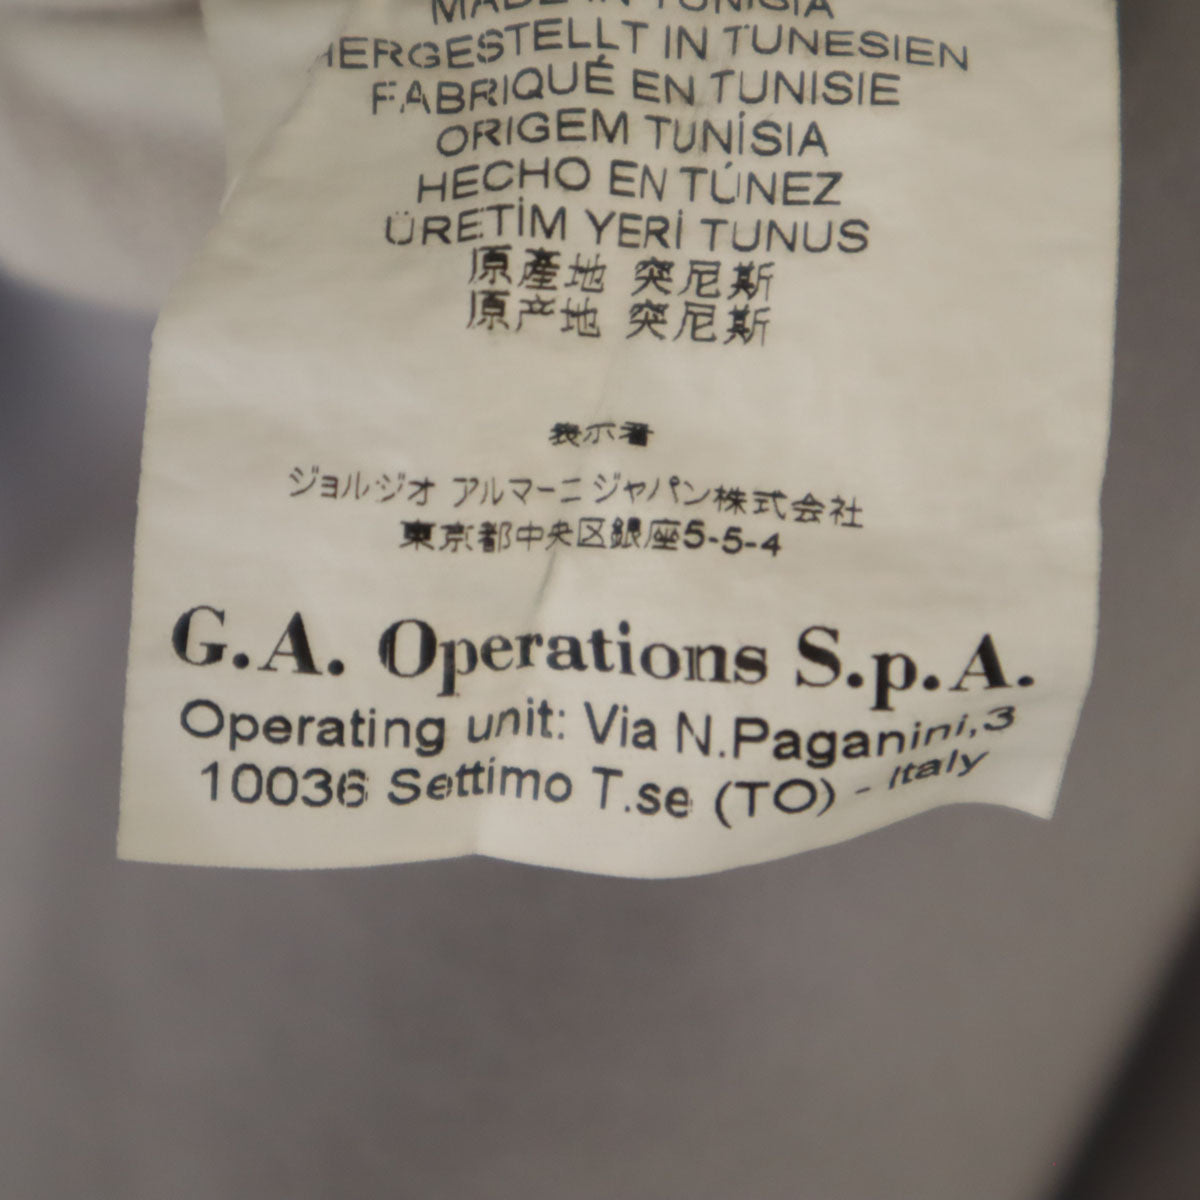 MADE IN TUNISIA
HERGESTELLT IN TUNESIEN
FABRIQUÉ EN TUNISIE
ORIGEM TUNÍSIA
HECHO EN TÚNEZ
ÜRETİM YERİ TUNUS
原產地 突尼斯
原产地 突尼斯
表示者
ジョルジオ アルマーニ ジャパン株式会社
東京都中央区銀座5-5-4
G.A. Operations S.p.A.
Operating unit: Via N.Paganini,3
10036 Settimo T.se (TO) - Italy